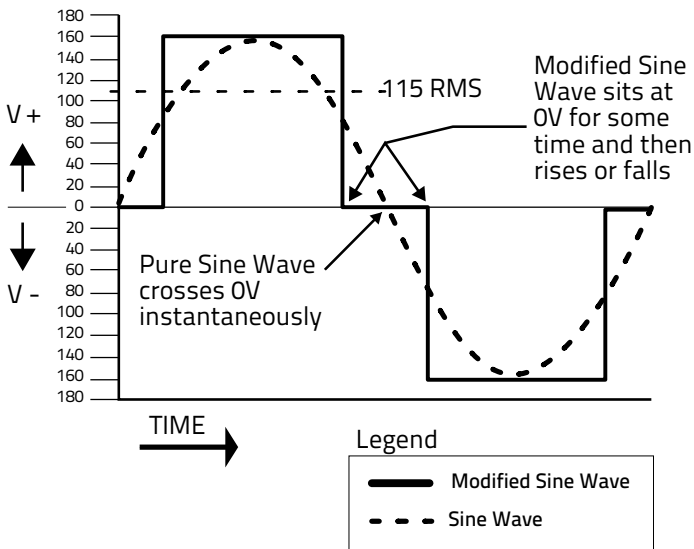 180
160
140
120
100
80
60
40
20
0
20
40
60
80
100
120
140
160
180
V +
V -
115 RMS
Modified Sine
Wave sits at
0V for some
time and then
rises or falls
Pure Sine Wave
crosses 0V
instantaneously
TIME
Legend
Modified Sine Wave
Sine Wave